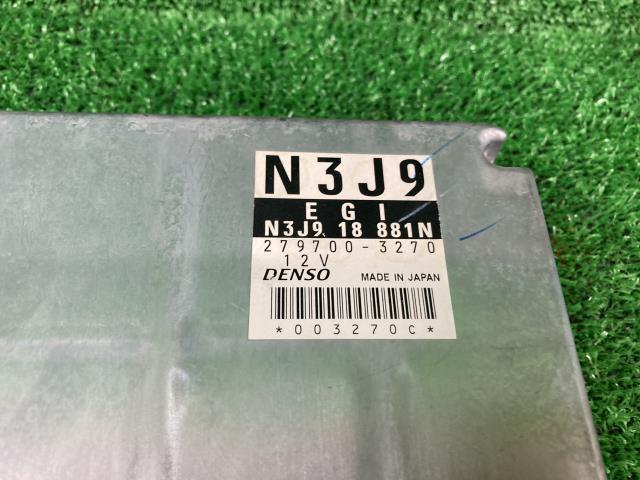 N3J9
EGI
N3J9 18 881N
279700-3270
12V
DENSO MADE IN JAPAN
*003270C*